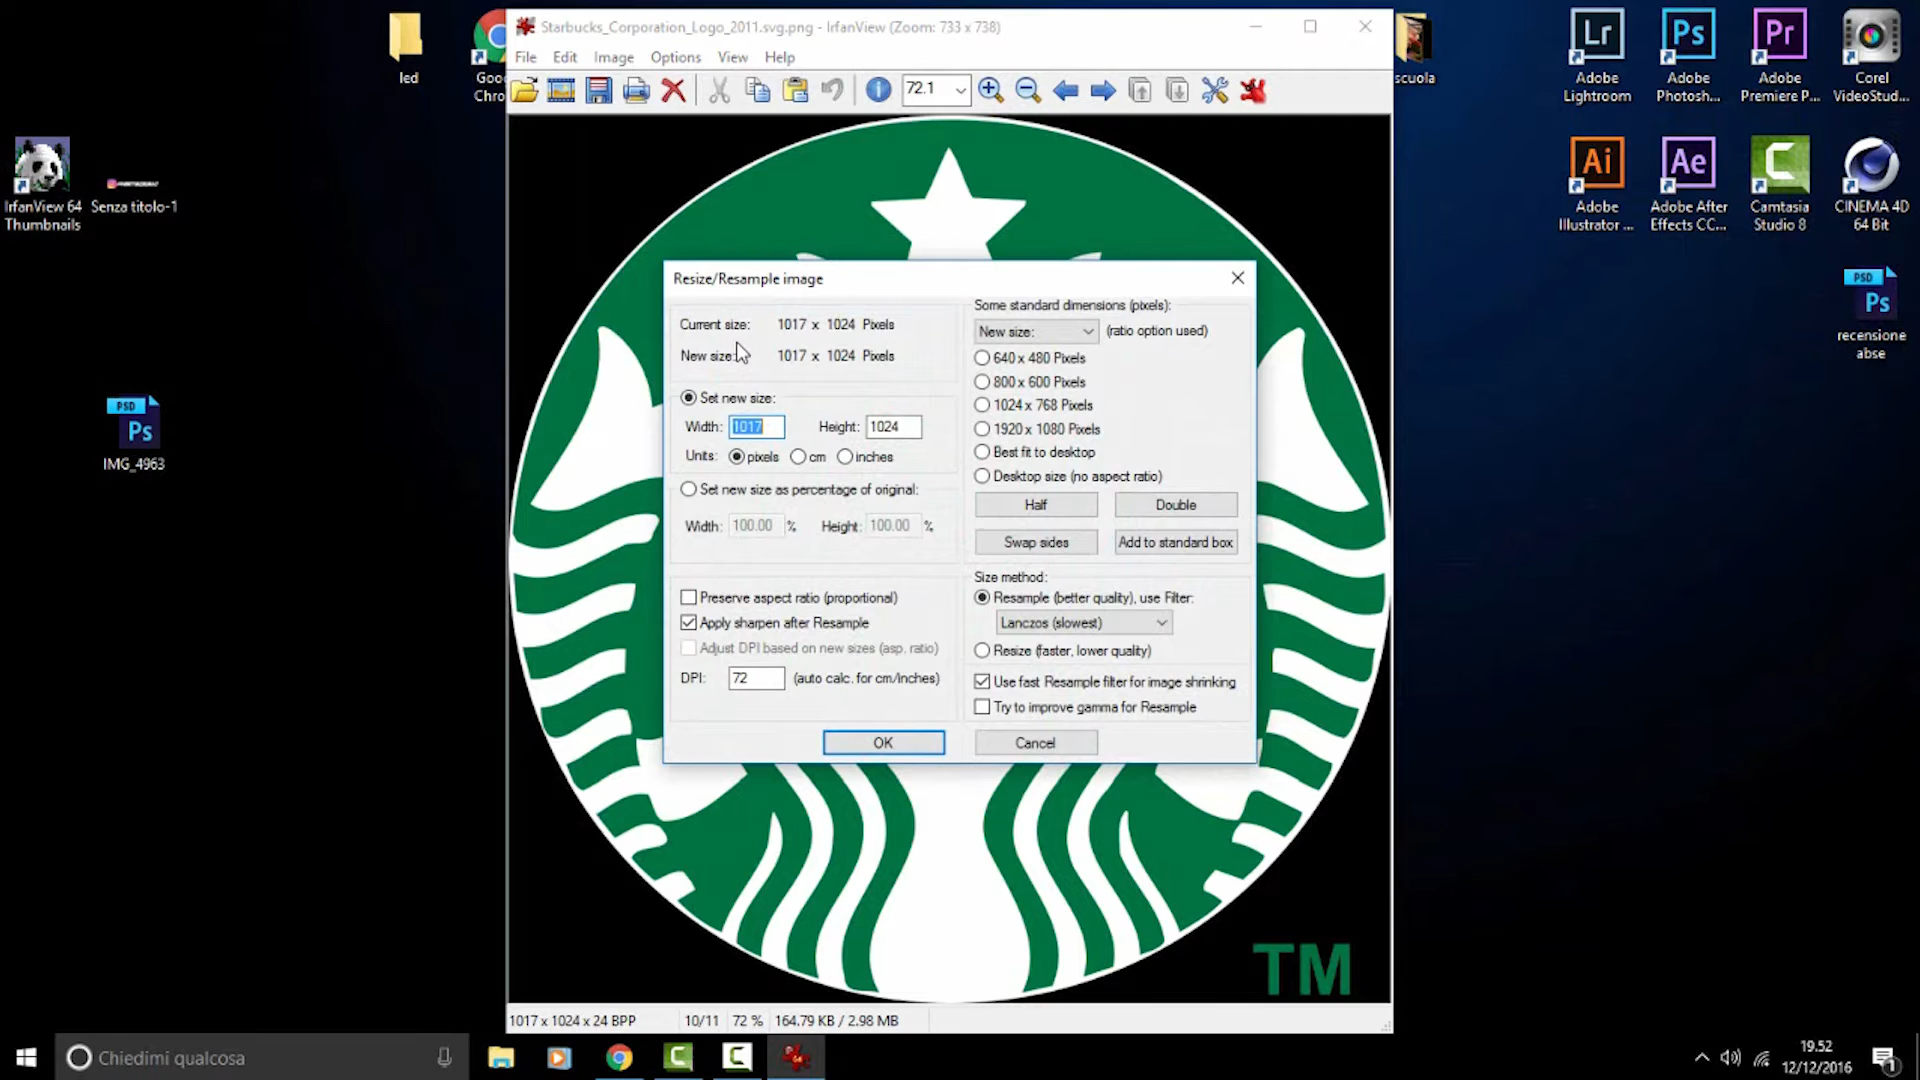 led
Goo
Chro
IrfanView 64
Thumbnails
Senza titolo-1
PSD
Ps
IMG_4963
Starbucks_Corporation_Logo_2011.svg.png - IrfanView (Zoom: 733 x 738)
File Edit Image Options View Help
72.1
Resize/Resample image
Current size: 1017 x 1024 Pixels
New size: 1017 x 1024 Pixels
Set new size:
Width: 1017 Height: 1024
Units: pixels cm inches
Set new size as percentage of original:
Width: 100.00 % Height: 100.00 %
Preserve aspect ratio (proportional)
Apply sharpen after Resample
Adjust DPI based on new sizes (asp. ratio)
DPI: 72 (auto calc. for cm/inches)
Some standard dimensions (pixels):
New size: (ratio option used)
640 x 480 Pixels
800 x 600 Pixels
1024 x 768 Pixels
1920 x 1080 Pixels
Best fit to desktop
Desktop size (no aspect ratio)
Half Double
Swap sides Add to standard box
Size method:
Resample (better quality), use Filter:
Lanczos (slowest)
Resize (faster, lower quality)
Use fast Resample filter for image shrinking
Try to improve gamma for Resample
OK Cancel
TM
1017 x 1024 x 24 BPP 10/11 72 % 164.79 KB / 2.98 MB
scuola
Lr Ps Pr
Adobe Lightroom
Adobe Photosh...
Adobe Premiere P...
Corel VideoStud...
Ai Ae C
Adobe Illustrator ...
Adobe After Effects CC...
Camtasia Studio 8
CINEMA 4D 64 Bit
PSD
Ps
recensione
abse
Chiedimi qualcosa
19.52
12/12/2016
1